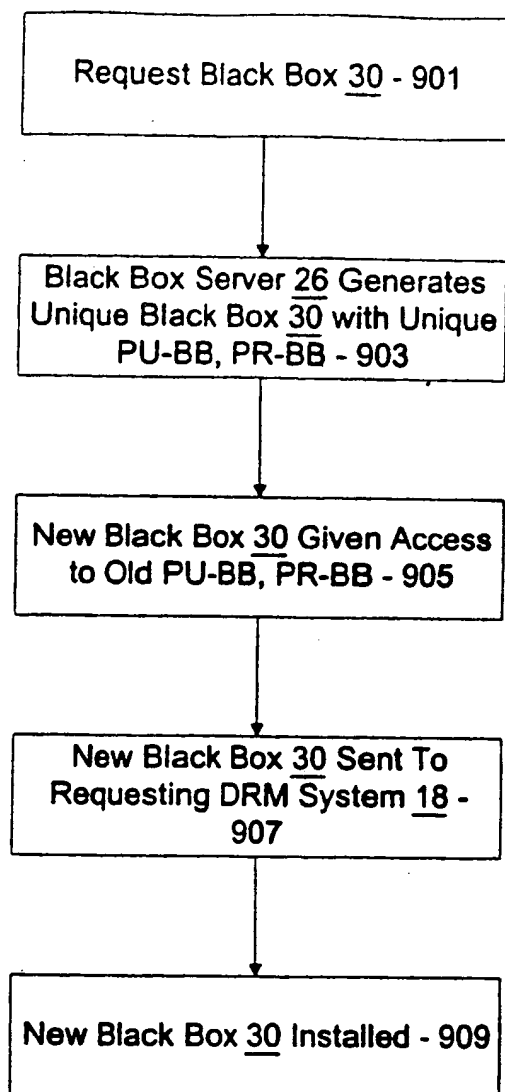 Request Black Box 30 - 901
Black Box Server 26 Generates
Unique Black Box 30 with Unique
PU-BB, PR-BB - 903
New Black Box 30 Given Access
to Old PU-BB, PR-BB - 905
New Black Box 30 Sent To
Requesting DRM System 18 -
907
New Black Box 30 Installed - 909